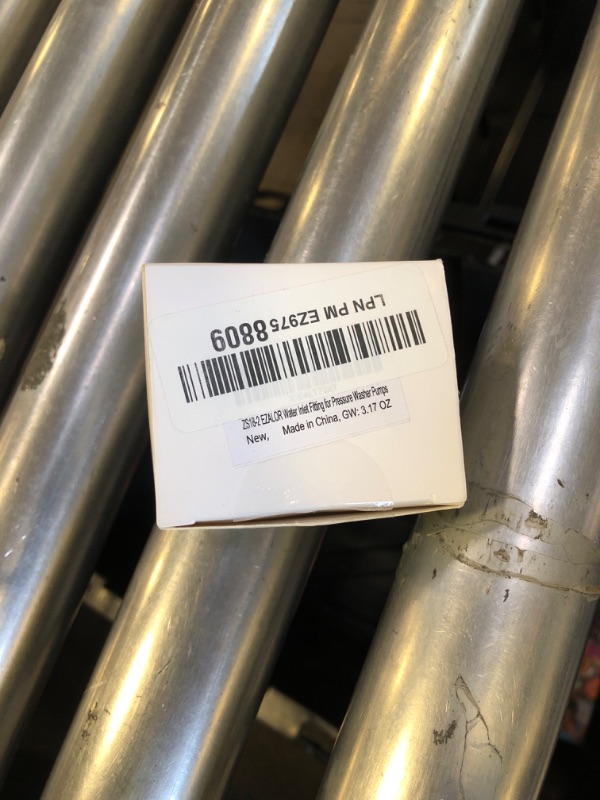 LPN PM EZ9758809
ZS18-2 EZALOR Water Inlet Fitting for Pressure Washer Pumps
New, Made in China, GW: 3.17 OZ